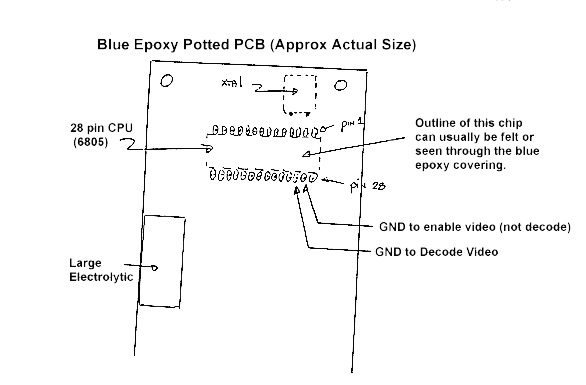 Blue Epoxy Potted PCB (Approx Actual Size)
XTAL
pin 1
28 pin CPU
(6805)
Outline of this chip
can usually be felt or
seen through the blue
epoxy covering.
pin 28
GND to enable video (not decode)
GND to Decode Video
Large
Electrolytic